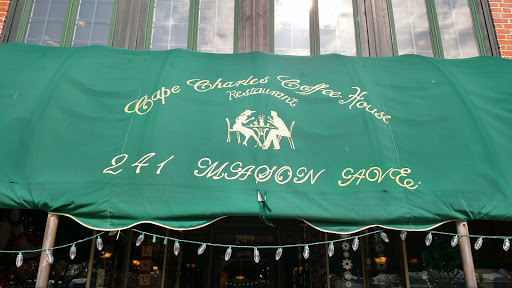 Cape Charles Coffee House
Restaurant
241 MASON AVE